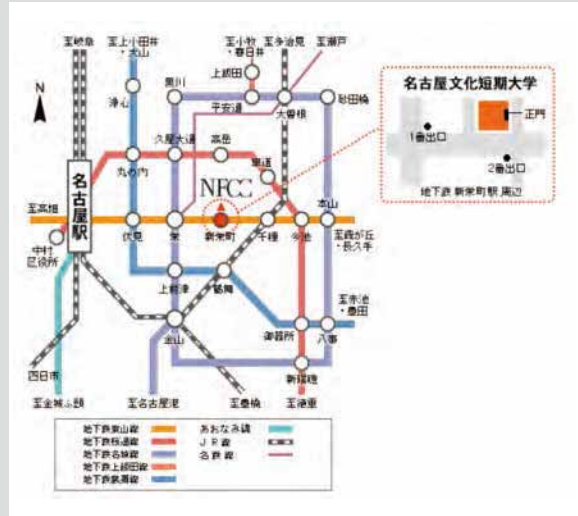 至岐阜
至上小田井
・犬山
至小牧
・春日井
至多治見
至瀬戸
上飯田
黒川
平安通
大曽根
砂田橋
浄心
N
久屋大通
高岳
車道
丸の内
名古屋駅
NFCC
本山
至高畑
伏見
栄
新栄町
千種
今池
至藤が丘
・長久手
中村
区役所
上前津
鶴舞
至赤池
・豊田
御器所
八事
金山
新瑞橋
四日市
至金城ふ頭
至名古屋港
至豊橋
至徳重
名古屋文化短期大学
正門
1番出口
2番出口
地下鉄 新栄町駅 周辺
地下鉄東山線
地下鉄桜通線
地下鉄名城線
地下鉄上飯田線
地下鉄鶴舞線
あおなみ線
JR線
名鉄線